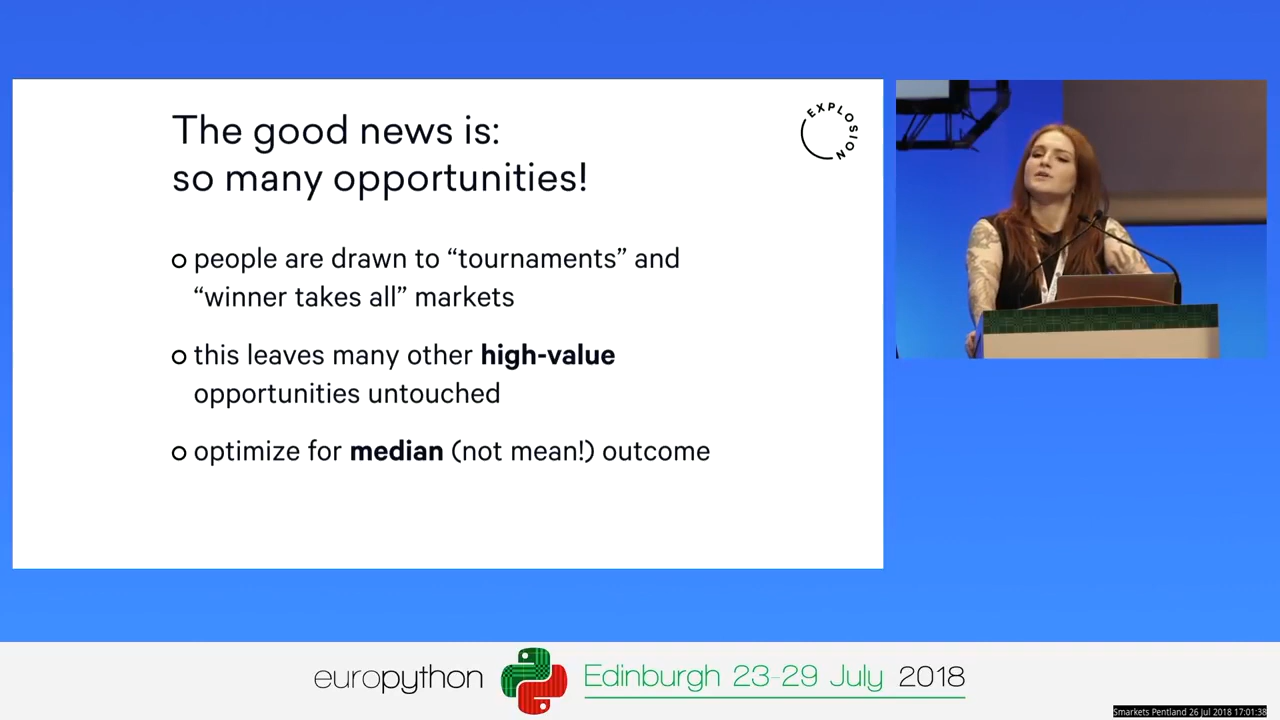 The good news is:
so many opportunities!
EXPLOSION
people are drawn to “tournaments” and
“winner takes all” markets
this leaves many other high-value
opportunities untouched
optimize for median (not mean!) outcome
europython
Edinburgh 23-29 July 2018
Smarkets Pentland 26 Jul 2018 17:01:38